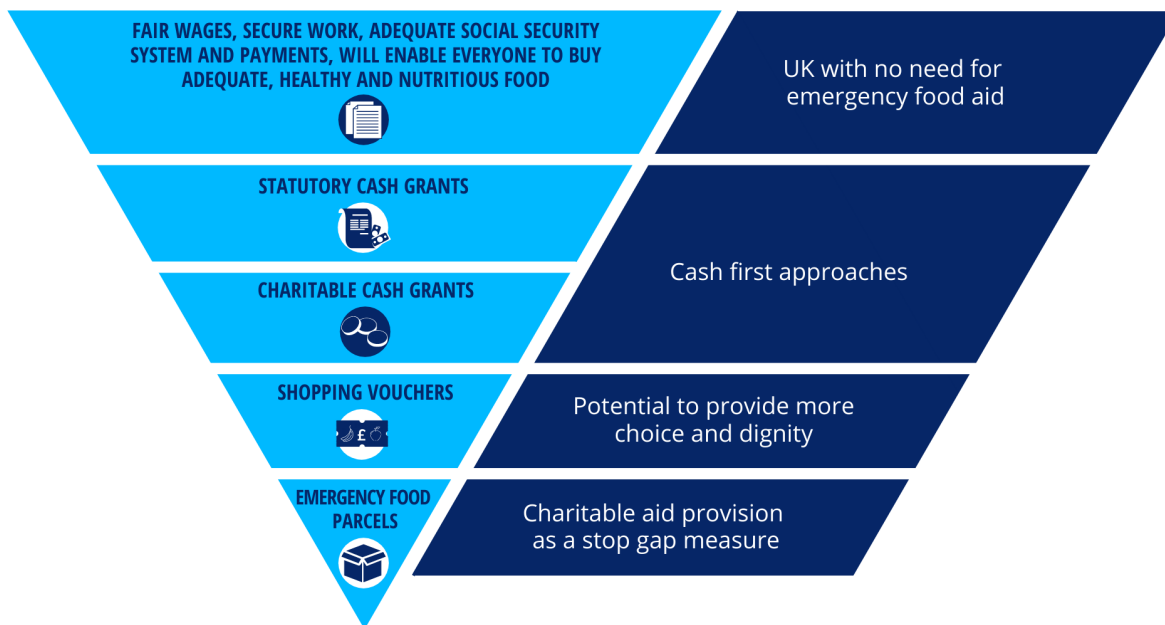 FAIR WAGES, SECURE WORK, ADEQUATE SOCIAL SECURITY
SYSTEM AND PAYMENTS, WILL ENABLE EVERYONE TO BUY
ADEQUATE, HEALTHY AND NUTRITIOUS FOOD
UK with no need for
emergency food aid
STATUTORY CASH GRANTS
CHARITABLE CASH GRANTS
Cash first approaches
SHOPPING VOUCHERS
£
Potential to provide more
choice and dignity
EMERGENCY FOOD
PARCELS
Charitable aid provision
as a stop gap measure